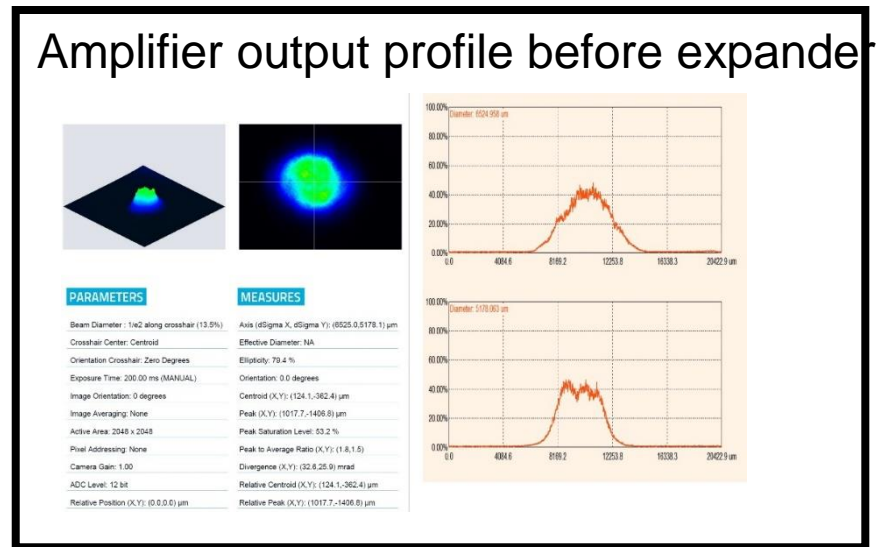 Amplifier output profile before expander
100.00%
Diameter: 6524.958 um
80.00%
60.00%
40.00%
20.00%
0.00%
0.0 4084.6 8169.2 12253.8 16338.3 20422.9 um
100.00%
Diameter: 5178.063 um
80.00%
60.00%
40.00%
20.00%
0.00%
0.0 4084.6 8169.2 12253.8 16338.3 20422.9 um
PARAMETERS
Beam Diameter : 1/e2 along crosshair (13.5%)
Crosshair Center: Centroid
Orientation Crosshair: Zero Degrees
Exposure Time: 200.00 ms (MANUAL)
Image Orientation: 0 degrees
Image Averaging: None
Active Area: 2048 x 2048
Pixel Addressing: None
Camera Gain: 1.00
ADC Level: 12 bit
Relative Position (X,Y): (0.0,0.0) µm
MEASURES
Axis (dSigma X, dSigma Y): (6525.0,5178.1) µm
Effective Diameter: NA
Ellipticity: 79.4 %
Orientation: 0.0 degrees
Centroid (X,Y): (124.1,-362.4) µm
Peak (X,Y): (1017.7,-1406.8) µm
Peak Saturation Level: 53.2 %
Peak to Average Ratio (X,Y): (1.8,1.5)
Divergence (X,Y): (32.6,25.9) mrad
Relative Centroid (X,Y): (124.1,-362.4) µm
Relative Peak (X,Y): (1017.7,-1406.8) µm